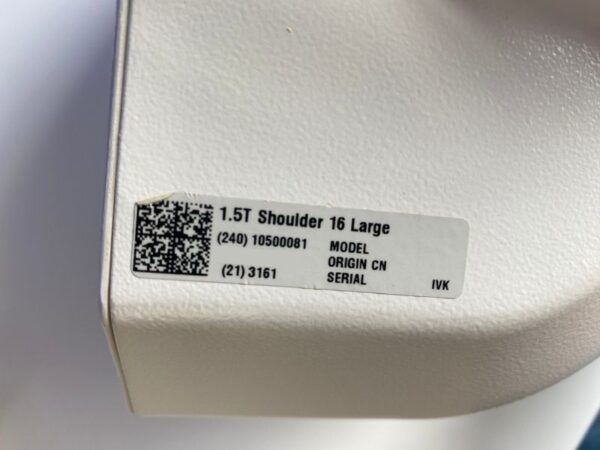 1.5T Shoulder 16 Large
(240) 10500081 MODEL
ORIGIN CN
(21) 3161 SERIAL IVK